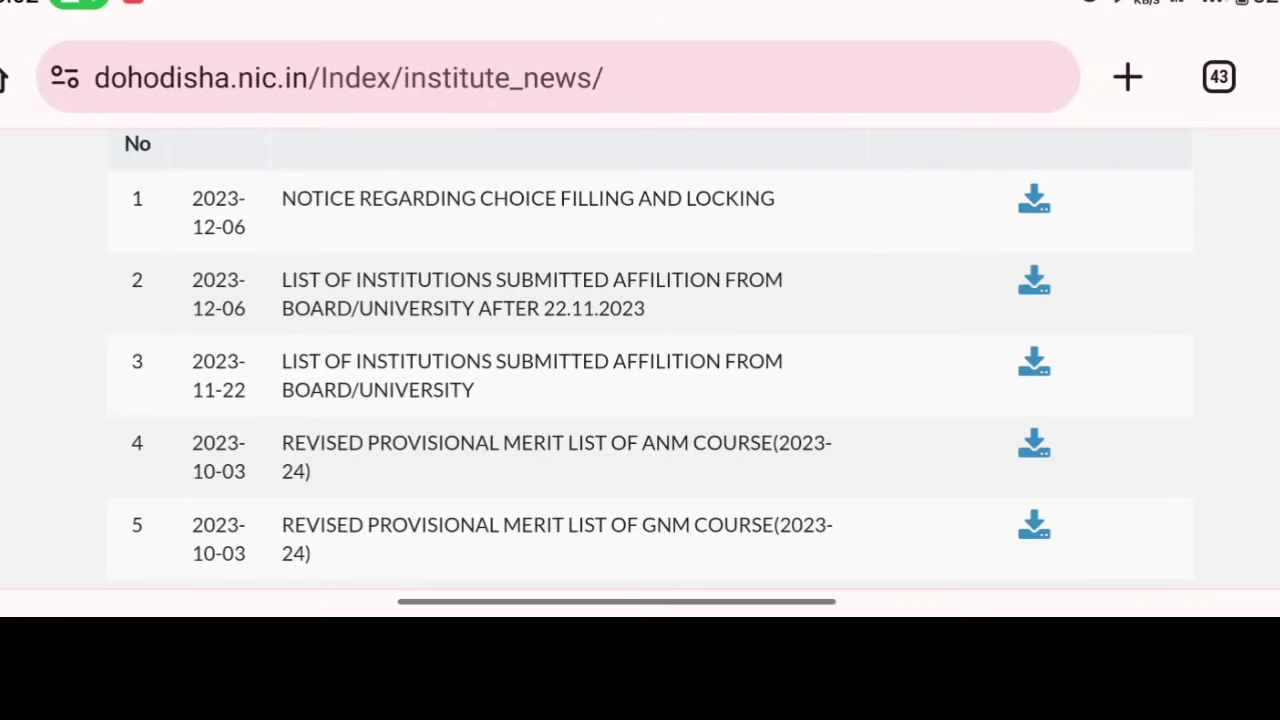 dohodisha.nic.in/Index/institute_news/
43
No
1 2023- NOTICE REGARDING CHOICE FILLING AND LOCKING
12-06
2 2023- LIST OF INSTITUTIONS SUBMITTED AFFILITION FROM
12-06 BOARD/UNIVERSITY AFTER 22.11.2023
3 2023- LIST OF INSTITUTIONS SUBMITTED AFFILITION FROM
11-22 BOARD/UNIVERSITY
4 2023- REVISED PROVISIONAL MERIT LIST OF ANM COURSE(2023-
10-03 24)
5 2023- REVISED PROVISIONAL MERIT LIST OF GNM COURSE(2023-
10-03 24)